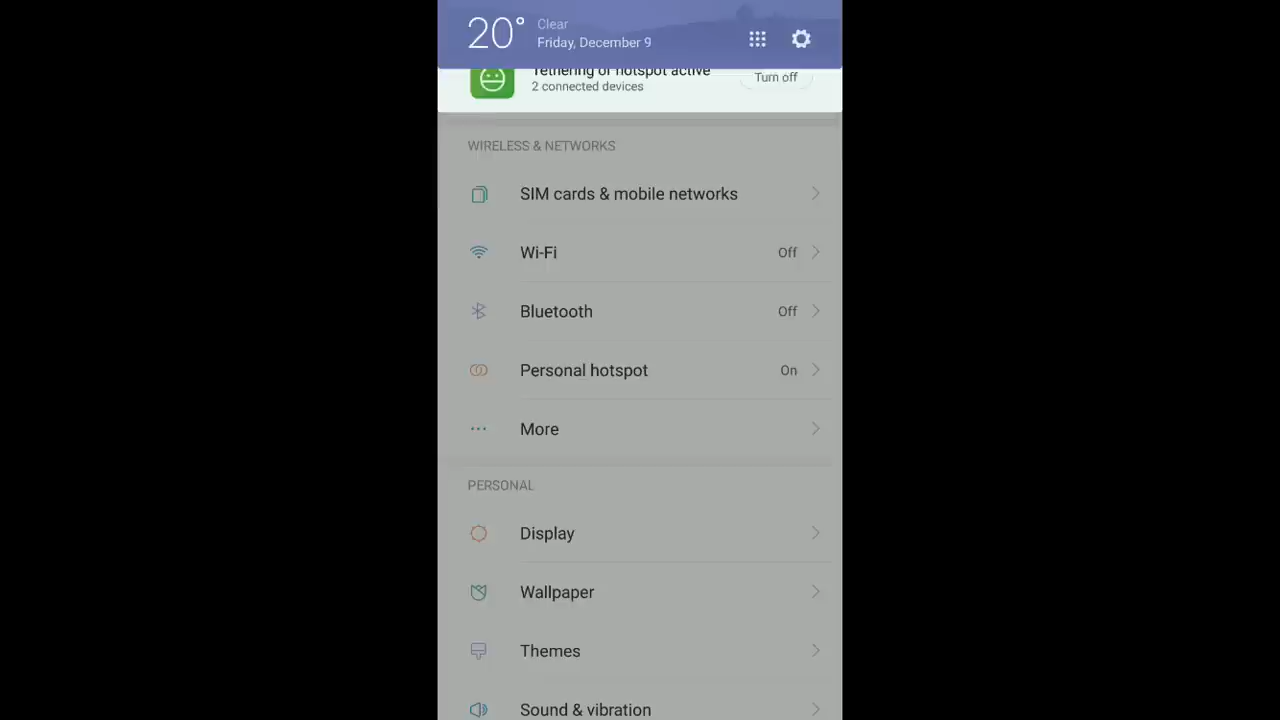 20°
Clear
Friday, December 9
Tethering or hotspot active
2 connected devices
Turn off
WIRELESS & NETWORKS
SIM cards & mobile networks
Wi-Fi
Off
Bluetooth
Off
Personal hotspot
On
More
PERSONAL
Display
Wallpaper
Themes
Sound & vibration